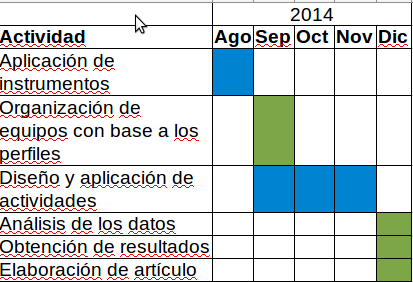 2014
Actividad Ago Sep Oct Nov Dic
Aplicación de
instrumentos
Organización de
equipos con base a los
perfiles
Diseño y aplicación de
actividades
Análisis de los datos
Obtención de resultados
Elaboración de artículo